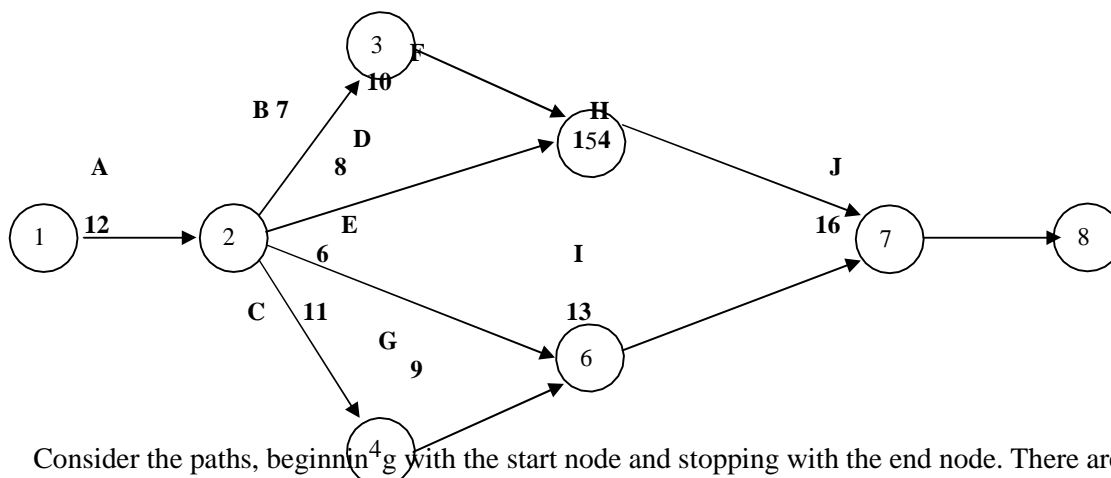 3
F
10
B 7
D
H
154
8
A
J
E
12
16
1
2
7
8
6
I
C
11
13
G
6
9
4
Consider the paths, beginnin4g with the start node and stopping with the end node. There are